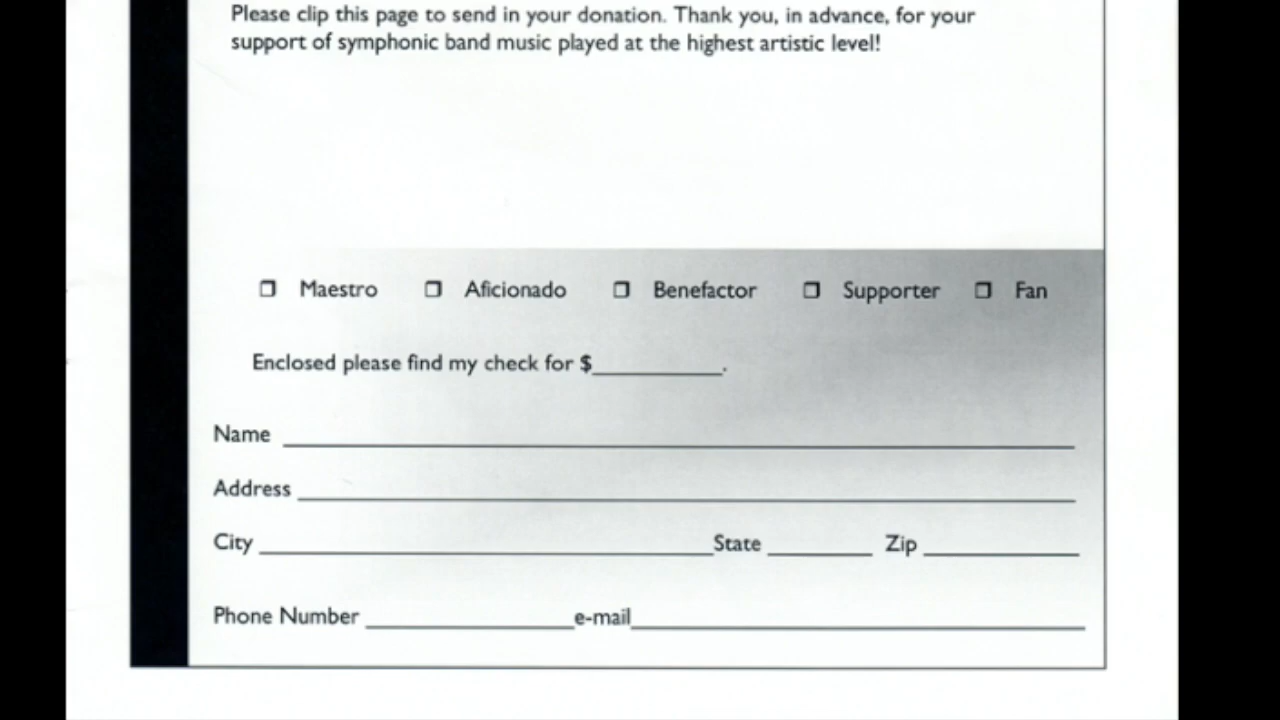 Please clip this page to send in your donation. Thank you, in advance, for your
support of symphonic band music played at the highest artistic level!
❒ Maestro ❒ Aficionado ❒ Benefactor ❒ Supporter ❒ Fan
Enclosed please find my check for $__________.
Name
Address
City State Zip
Phone Number e-mail